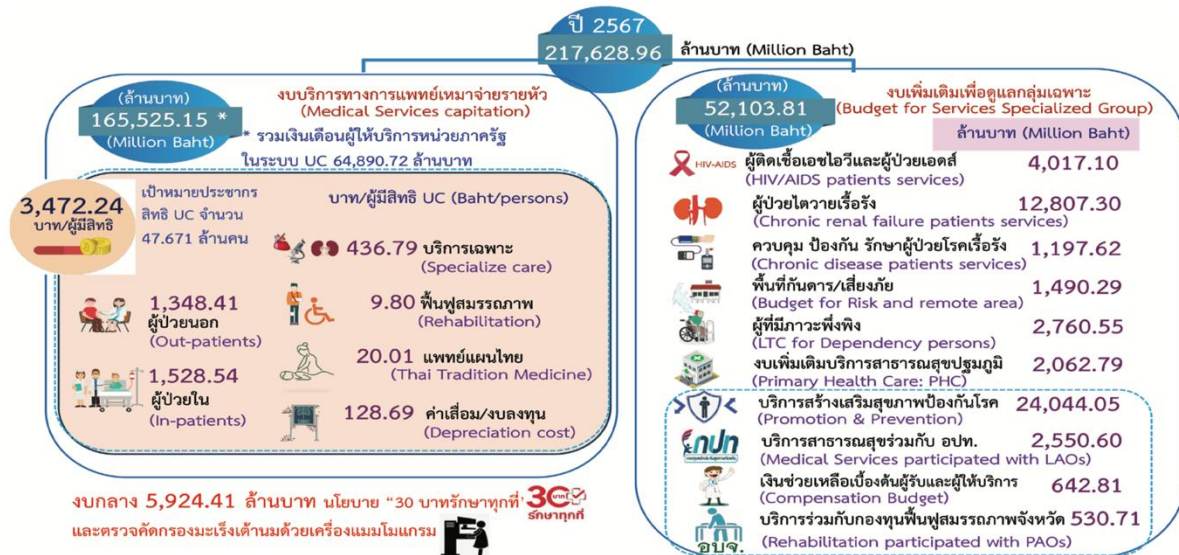 ปี 2567
217,628.96 ล้านบาท (Million Baht)
(ล้านบาท)
165,525.15 *
(Million Baht)
งบบริการทางการแพทย์เหมาจ่ายรายหัว
(Medical Services capitation)
* รวมเงินเดือนผู้ให้บริการหน่วยภาครัฐ
ในระบบ UC 64,890.72 ล้านบาท
3,472.24
บาท/ผู้มีสิทธิ
เป้าหมายประชากร
สิทธิ UC จำนวน
47.671 ล้านคน
บาท/ผู้มีสิทธิ UC (Baht/persons)
1,348.41
ผู้ป่วยนอก
(Out-patients)
1,528.54
ผู้ป่วยใน
(In-patients)
436.79 บริการเฉพาะ
(Specialize care)
9.80 ฟื้นฟูสมรรถภาพ
(Rehabilitation)
20.01 แพทย์แผนไทย
(Thai Tradition Medicine)
128.69 ค่าเสื่อม/งบลงทุน
(Depreciation cost)
งบกลาง 5,924.41 ล้านบาท นโยบาย “30 บาทรักษาทุกที่'
และตรวจคัดกรองมะเร็งเต้านมด้วยเครื่องแมมโมแกรม
30 บาท
รักษาทุกที่
(ล้านบาท)
52,103.81
(Million Baht)
งบเพิ่มเติมเพื่อดูแลกลุ่มเฉพาะ
(Budget for Services Specialized Group)
ล้านบาท (Million Baht)
HIV-AIDS ผู้ติดเชื้อเอชไอวีและผู้ป่วยเอดส์ 4,017.10
(HIV/AIDS patients services)
ผู้ป่วยไตวายเรื้อรัง 12,807.30
(Chronic renal failure patients services)
ควบคุม ป้องกัน รักษาผู้ป่วยโรคเรื้อรัง 1,197.62
(Chronic disease patients services)
พื้นที่กันดาร/เสี่ยงภัย 1,490.29
(Budget for Risk and remote area)
ผู้ที่มีภาวะพึ่งพิง 2,760.55
(LTC for Dependency persons)
งบเพิ่มเติมบริการสาธารณสุขปฐมภูมิ 2,062.79
(Primary Health Care: PHC)
บริการสร้างเสริมสุขภาพป้องกันโรค 24,044.05
(Promotion & Prevention)
กปท บริการสาธารณสุขร่วมกับ อปท. 2,550.60
(Medical Services participated with LAOs)
เงินช่วยเหลือเบื้องต้นผู้รับและผู้ให้บริการ 642.81
(Compensation Budget)
บริการร่วมกับกองทุนฟื้นฟูสมรรถภาพจังหวัด 530.71
อบจ. (Rehabilitation participated with PAOs)